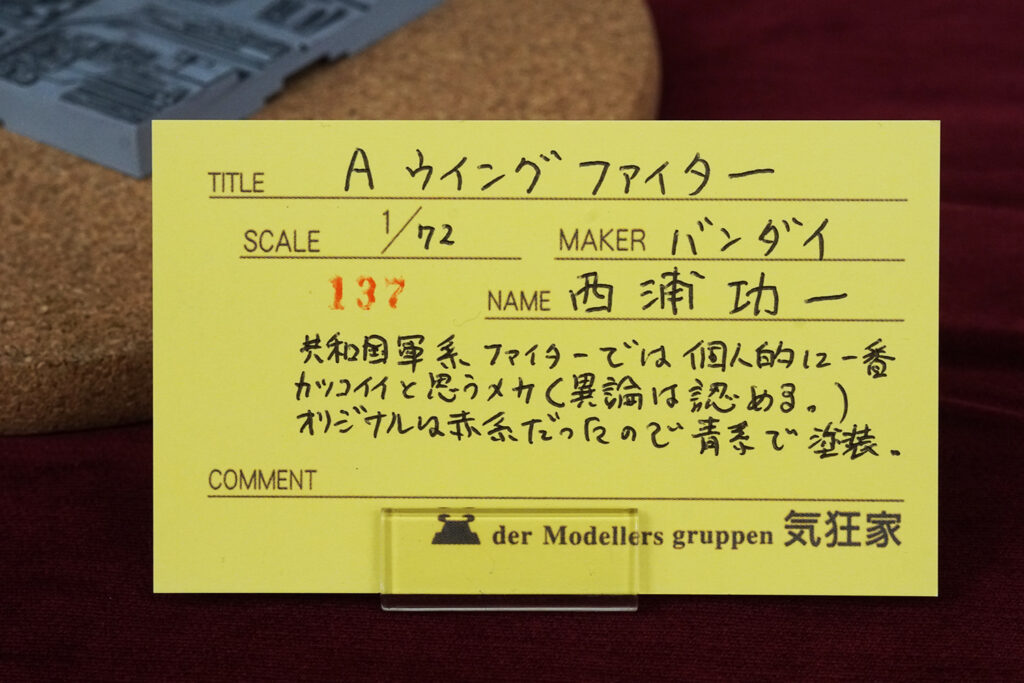 TITLE A ウイング ファイター
SCALE 1/72 MAKER バンダイ
137 NAME 西浦功一
共和国軍系ファイターでは個人的に一番
カッコイイと思うメカ(異論は認める。)
オリジナルは赤系だったので青系で塗装。
COMMENT
der Modellers gruppen 気狂家